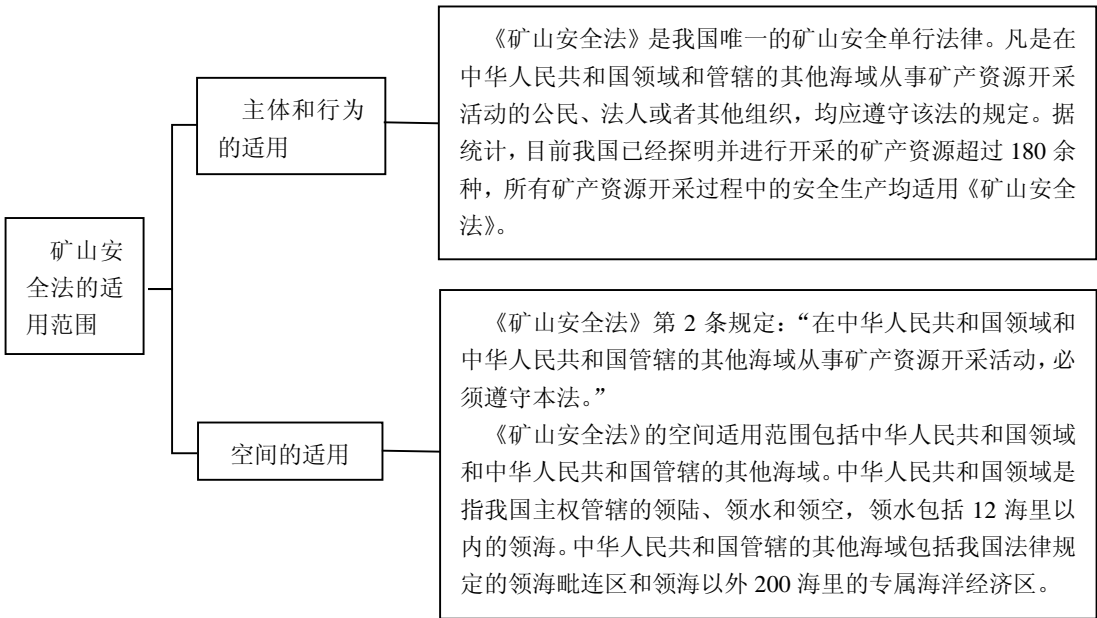 矿山安
全法的适
用范围
主体和行为
的适用
《矿山安全法》是我国唯一的矿山安全单行法律。凡是在
中华人民共和国领域和管辖的其他海域从事矿产资源开采
活动的公民、法人或者其他组织，均应遵守该法的规定。据
统计，目前我国已经探明并进行开采的矿产资源超过 180 余
种，所有矿产资源开采过程中的安全生产均适用《矿山安全
法》。
空间的适用
《矿山安全法》第 2 条规定：“在中华人民共和国领域和
中华人民共和国管辖的其他海域从事矿产资源开采活动，必
须遵守本法。”
《矿山安全法》的空间适用范围包括中华人民共和国领域
和中华人民共和国管辖的其他海域。中华人民共和国领域是
指我国主权管辖的领陆、领水和领空，领水包括 12 海里以
内的领海。中华人民共和国管辖的其他海域包括我国法律规
定的领海毗连区和领海以外 200 海里的专属海洋经济区。